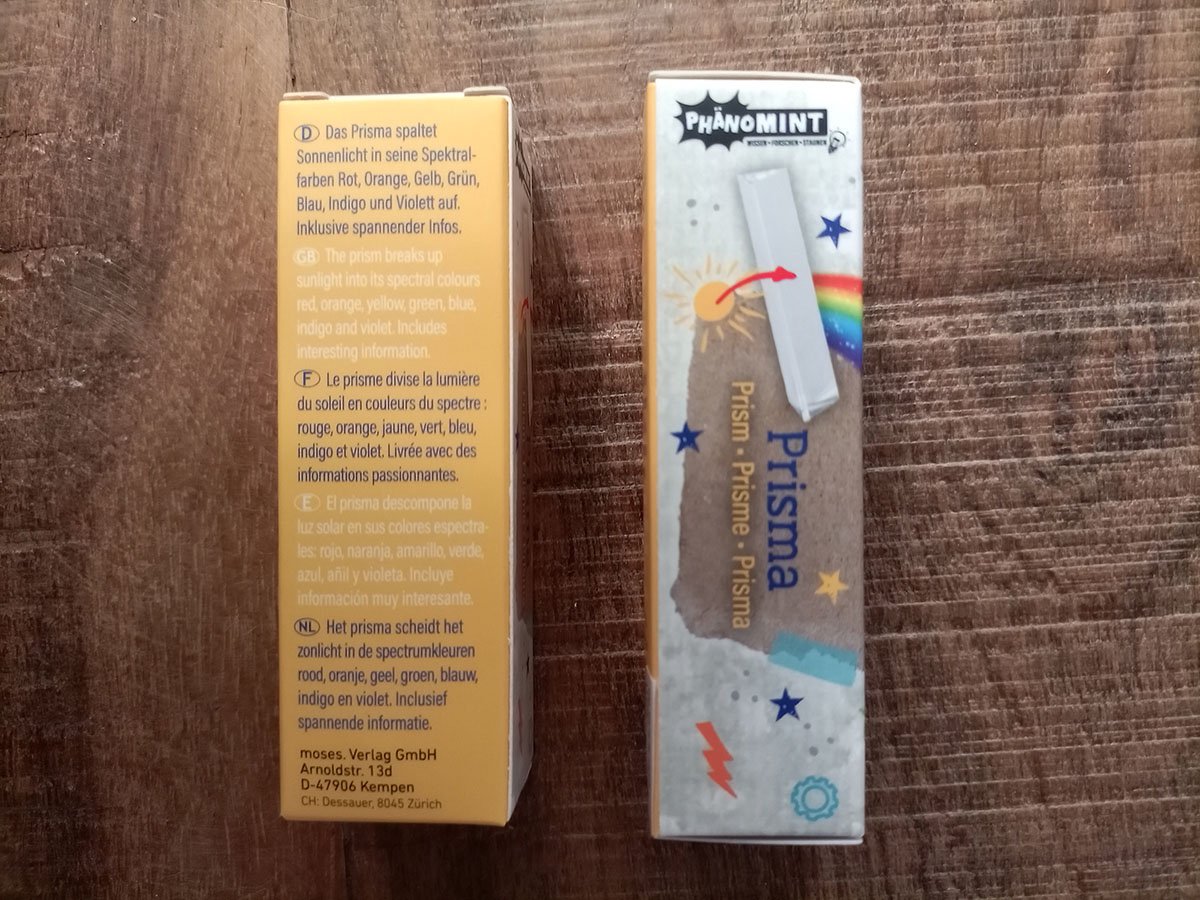 D Das Prisma spaltet
Sonnenlicht in seine Spektral-
farben Rot, Orange, Gelb, Grün,
Blau, Indigo und Violett auf.
Inklusive spannender Infos.
GB The prism breaks up
sunlight into its spectral colours
red, orange, yellow, green, blue,
indigo and violet. Includes
interesting information.
F Le prisme divise la lumière
du soleil en couleurs du spectre :
rouge, orange, jaune, vert, bleu,
indigo et violet. Livrée avec des
informations passionnantes.
E El prisma descompone la
luz solar en sus colores espectra-
les: rojo, naranja, amarillo, verde,
azul, añil y violeta. Incluye
información muy interesante.
NL Het prisma scheidt het
zonlicht in de spectrumkleuren
rood, oranje, geel, groen, blauw,
indigo en violet. Inclusief
spannende informatie.
moses. Verlag GmbH
Arnoldstr. 13d
D-47906 Kempen
CH: Dessauer, 8045 Zürich
PHÄNOMINT
WISSEN • FORSCHEN • STAUNEN
Prisma
Prism • Prisme • Prisma